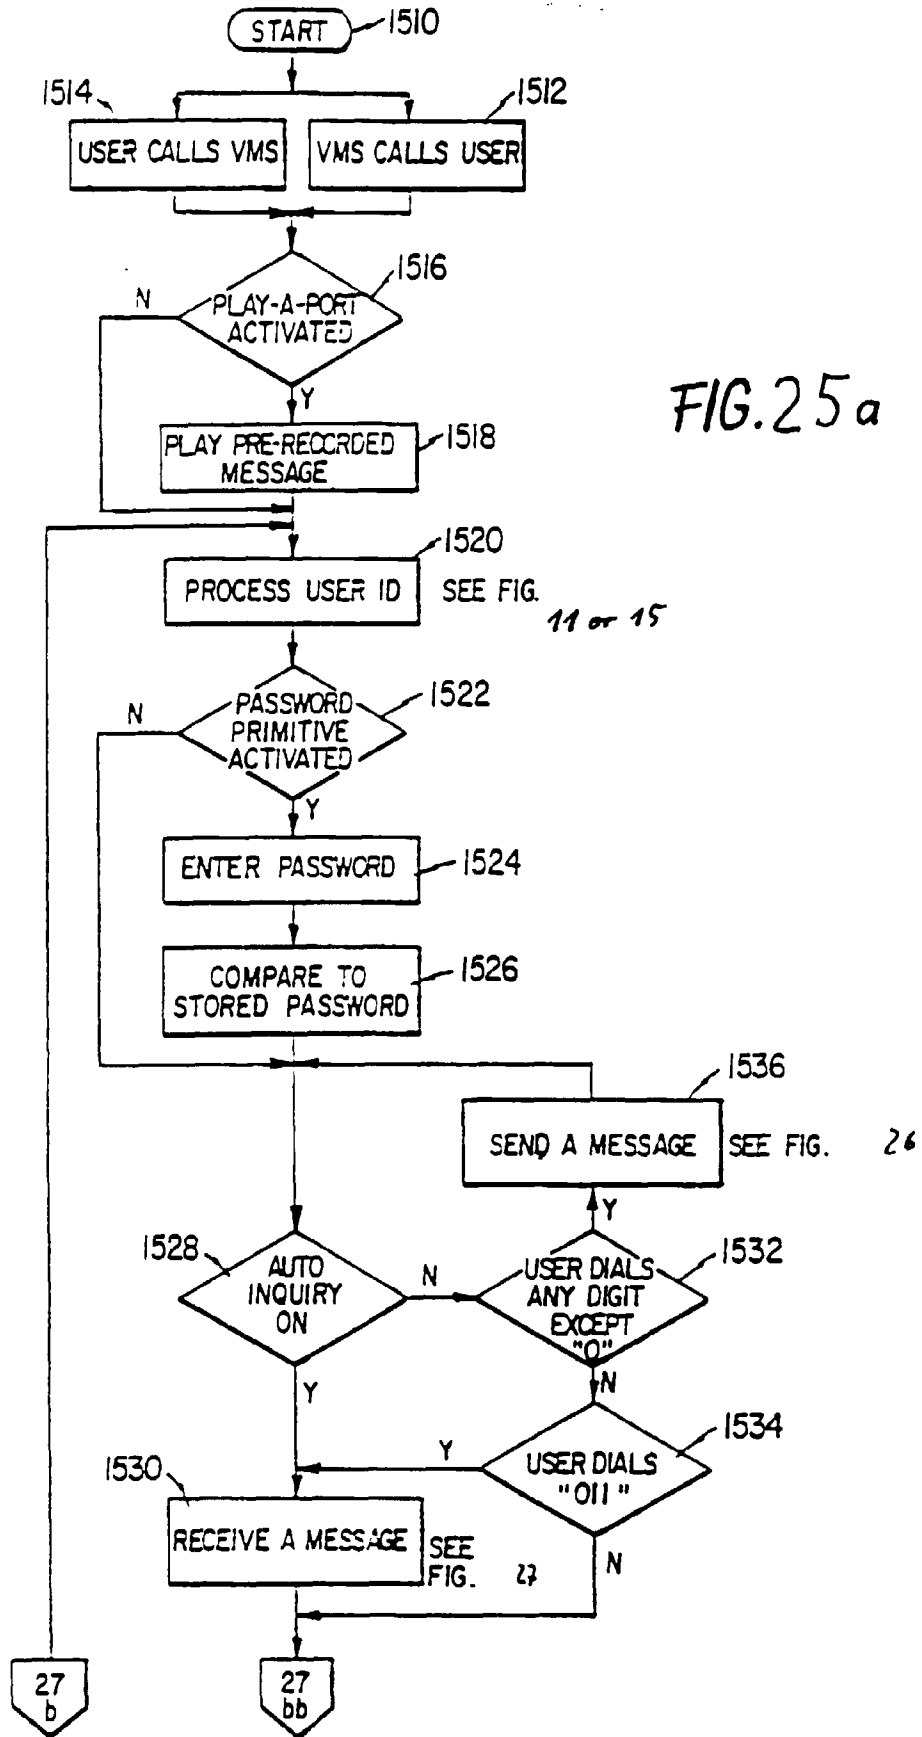 START
1510
1514
1512
USER CALLS VMS
VMS CALLS USER
1516
N
PLAY-A-PORT
ACTIVATED
Y
FIG.25a
PLAY PRE-RECORDED
MESSAGE
1518
1520
PROCESS USER ID
SEE FIG.
11 or 15
1522
N
PASSWORD
PRIMITIVE
ACTIVATED
Y
ENTER PASSWORD
1524
COMPARE TO
STORED PASSWORD
1526
1536
SEND A MESSAGE
SEE FIG. 26
Y
1528
AUTO
INQUIRY
ON
N
USER DIALS
ANY DIGIT
EXCEPT
"0"
1532
Y
N
1534
Y
USER DIALS
"011"
1530
RECEIVE A MESSAGE
SEE
FIG. 27
N
27
b
27
bb